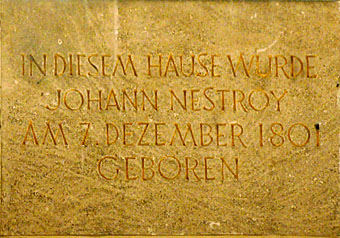 IN DIESEM HAUSE WURDE
JOHANN NESTROY
AM 7. DEZEMBER 1801
GEBOREN